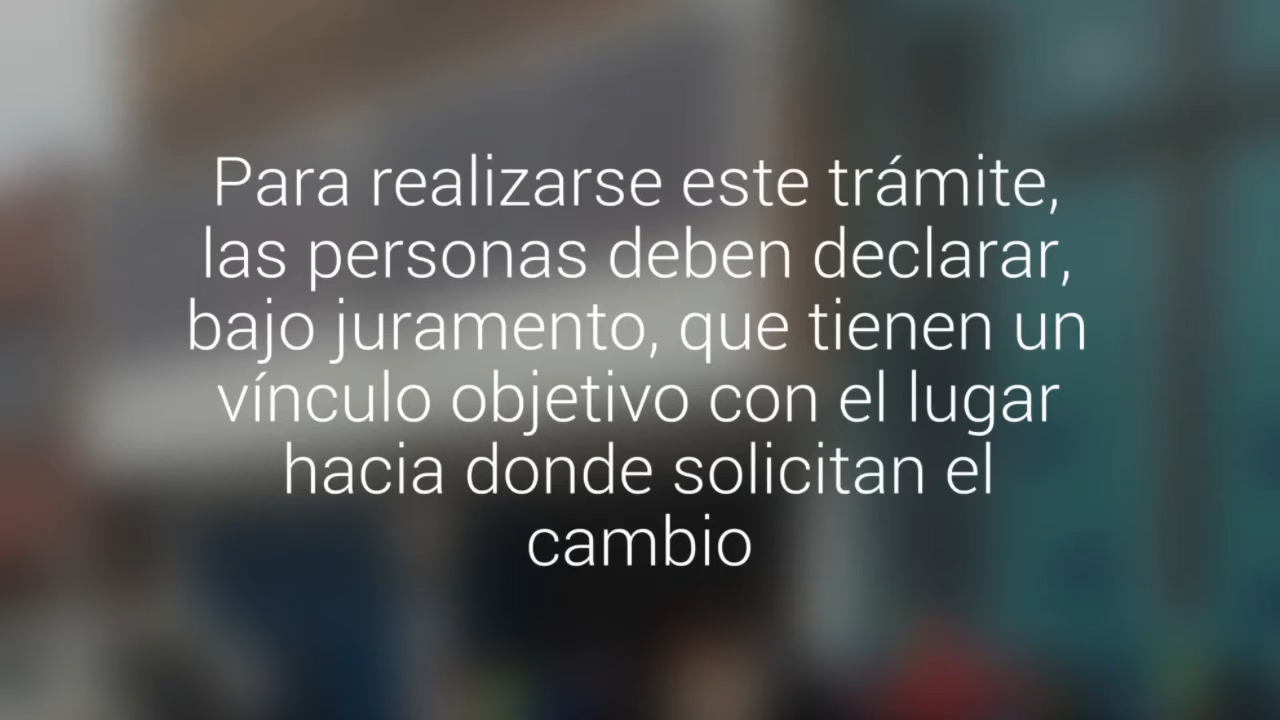 Para realizarse este trámite,
las personas deben declarar,
bajo juramento, que tienen un
vínculo objetivo con el lugar
hacia donde solicitan el
cambio